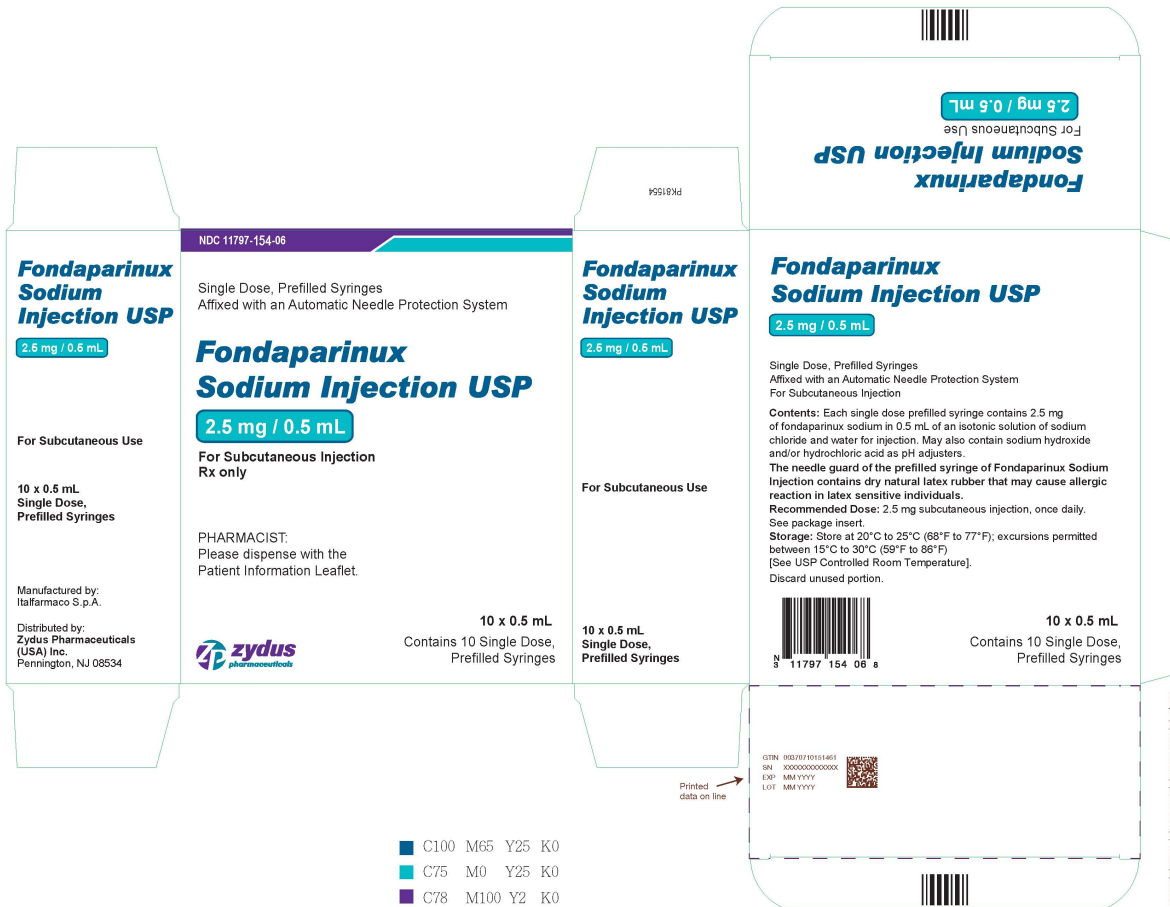 2.5 mg / 0.5 mL
For Subcutaneous Use
Sodium Injection USP
Fondaparinux
PK81554
Fondaparinux
Sodium
Injection USP
2.5 mg / 0.5 mL
For Subcutaneous Use
10 x 0.5 mL
Single Dose,
Prefilled Syringes
Manufactured by:
Italfarmaco S.p.A.
Distributed by:
Zydus Pharmaceuticals
(USA) Inc.
Pennington, NJ 08534
NDC 11797-154-06
Single Dose, Prefilled Syringes
Affixed with an Automatic Needle Protection System
Fondaparinux
Sodium Injection USP
2.5 mg / 0.5 mL
For Subcutaneous Injection
Rx only
PHARMACIST:
Please dispense with the
Patient Information Leaflet.
zydus
pharmaceuticals
10 x 0.5 mL
Contains 10 Single Dose,
Prefilled Syringes
Fondaparinux
Sodium
Injection USP
2.5 mg / 0.5 mL
For Subcutaneous Use
10 x 0.5 mL
Single Dose,
Prefilled Syringes
Fondaparinux
Sodium Injection USP
2.5 mg / 0.5 mL
Single Dose, Prefilled Syringes
Affixed with an Automatic Needle Protection System
For Subcutaneous Injection
Contents: Each single dose prefilled syringe contains 2.5 mg
of fondaparinux sodium in 0.5 mL of an isotonic solution of sodium
chloride and water for injection. May also contain sodium hydroxide
and/or hydrochloric acid as pH adjusters.
The needle guard of the prefilled syringe of Fondaparinux Sodium
Injection contains dry natural latex rubber that may cause allergic
reaction in latex sensitive individuals.
Recommended Dose: 2.5 mg subcutaneous injection, once daily.
See package insert.
Storage: Store at 20°C to 25°C (68°F to 77°F); excursions permitted
between 15°C to 30°C (59°F to 86°F)
[See USP Controlled Room Temperature].
Discard unused portion.
N
3 11797 154 06 8
10 x 0.5 mL
Contains 10 Single Dose,
Prefilled Syringes
GTIN 00370710151461
SN XXXXXXXXXXXX
EXP MM YYYY
LOT MM YYYY
Printed
data on line
C100 M65 Y25 K0
C75 M0 Y25 K0
C78 M100 Y2 K0